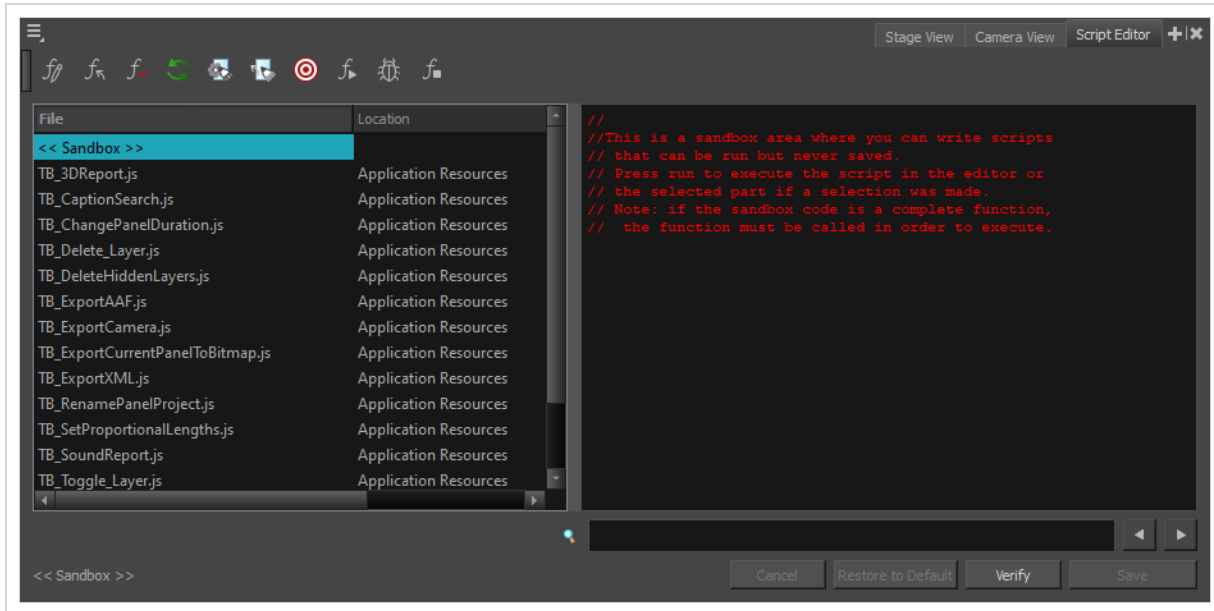 Stage View Camera View Script Editor
File Location
<< Sandbox >>
TB_3DReport.js Application Resources
TB_CaptionSearch.js Application Resources
TB_ChangePanelDuration.js Application Resources
TB_Delete_Layer.js Application Resources
TB_DeleteHiddenLayers.js Application Resources
TB_ExportAAF.js Application Resources
TB_ExportCamera.js Application Resources
TB_ExportCurrentPanelToBitmap.js Application Resources
TB_ExportXML.js Application Resources
TB_RenamePanelProject.js Application Resources
TB_SetProportionalLengths.js Application Resources
TB_SoundReport.js Application Resources
TB_Toggle_Layer.js Application Resources
//
//This is a sandbox area where you can write scripts
// that can be run but never saved.
// Press run to execute the script in the editor or
// the selected part if a selection was made.
// Note: if the sandbox code is a complete function,
//  the function must be called in order to execute.
<< Sandbox >> Cancel Restore to Default Verify Save